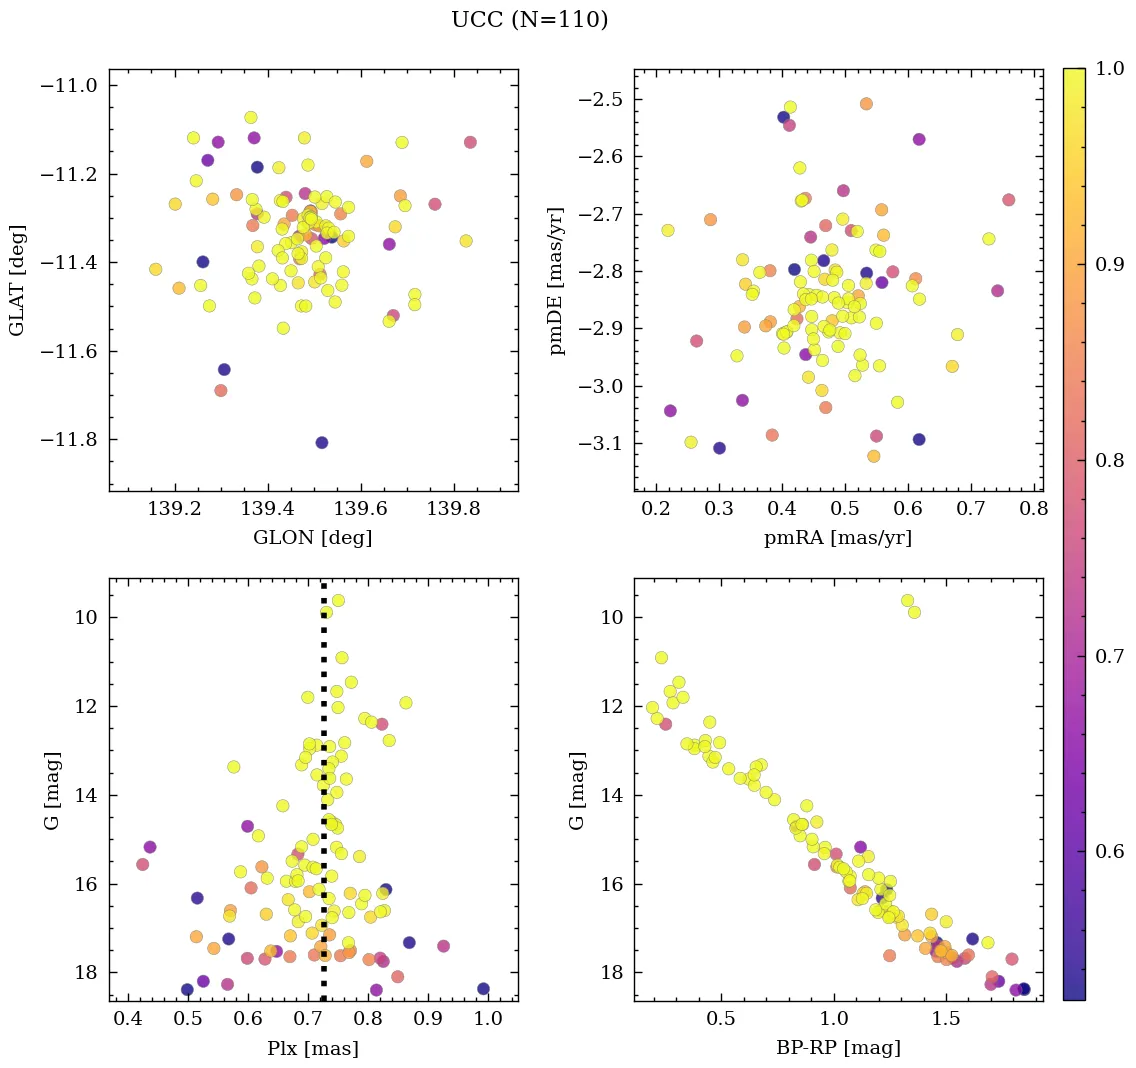 UCC (N=110)
−11.0
−11.2
−11.4
−11.6
−11.8
GLAT [deg]
139.2 139.4 139.6 139.8
GLON [deg]
−2.5
−2.6
−2.7
−2.8
−2.9
−3.0
−3.1
pmDE [mas/yr]
0.2 0.3 0.4 0.5 0.6 0.7 0.8
pmRA [mas/yr]
1.0
0.9
0.8
0.7
0.6
10
12
14
16
18
G [mag]
0.4 0.5 0.6 0.7 0.8 0.9 1.0
Plx [mas]
10
12
14
16
18
G [mag]
0.5 1.0 1.5
BP-RP [mag]